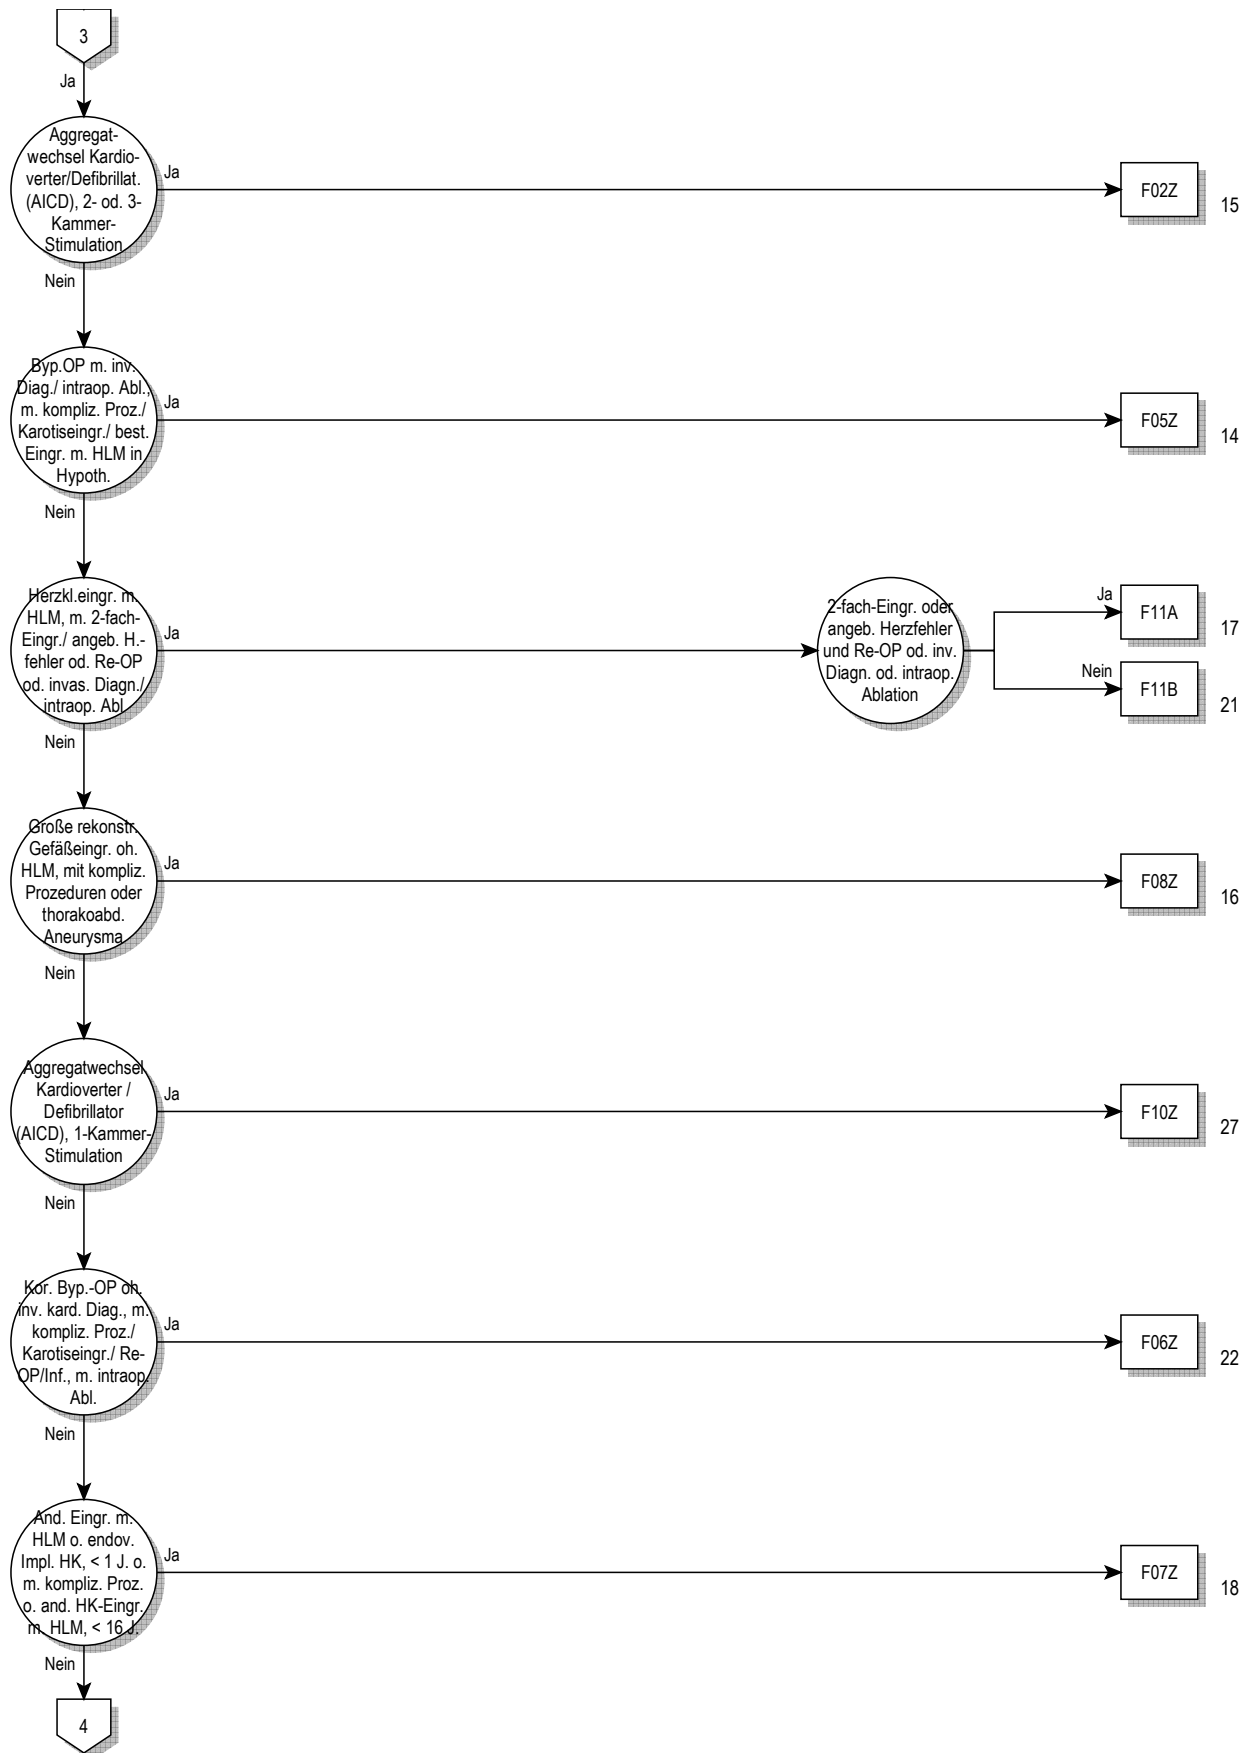 3
Ja
Aggregat-
wechsel Kardio-
verter/Defibrillat.
(AICD), 2- od. 3-
Kammer-
Stimulation
Ja
F02Z
15
Nein
Byp.OP m. inv.
Diag./ intraop. Abl.,
m. kompliz. Proz./
Karotiseingr./ best.
Eingr. m. HLM in
Hypoth.
Ja
F05Z
14
Nein
Herzkl.eingr. m.
HLM, m. 2-fach-
Eingr./ angeb. H.-
fehler od. Re-OP
od. invas. Diagn./
intraop. Abl
Ja
2-fach-Eingr. oder
angeb. Herzfehler
und Re-OP od. inv.
Diagn. od. intraop.
Ablation
Ja
F11A
17
Nein
F11B
21
Nein
Große rekonstr.
Gefäßeingr. oh.
HLM, mit kompliz.
Prozeduren oder
thorakoabd.
Aneurysma
Ja
F08Z
16
Nein
Aggregatwechsel
Kardioverter /
Defibrillator
(AICD), 1-Kammer-
Stimulation
Ja
F10Z
27
Nein
Kor. Byp.-OP oh.
inv. kard. Diag., m.
kompliz. Proz./
Karotiseingr./ Re-
OP/Inf., m. intraop.
Abl.
Ja
F06Z
22
Nein
And. Eingr. m.
HLM o. endov.
Impl. HK, < 1 J. o.
m. kompliz. Proz.
o. and. HK-Eingr.
m. HLM, < 16 J.
Ja
F07Z
18
Nein
4